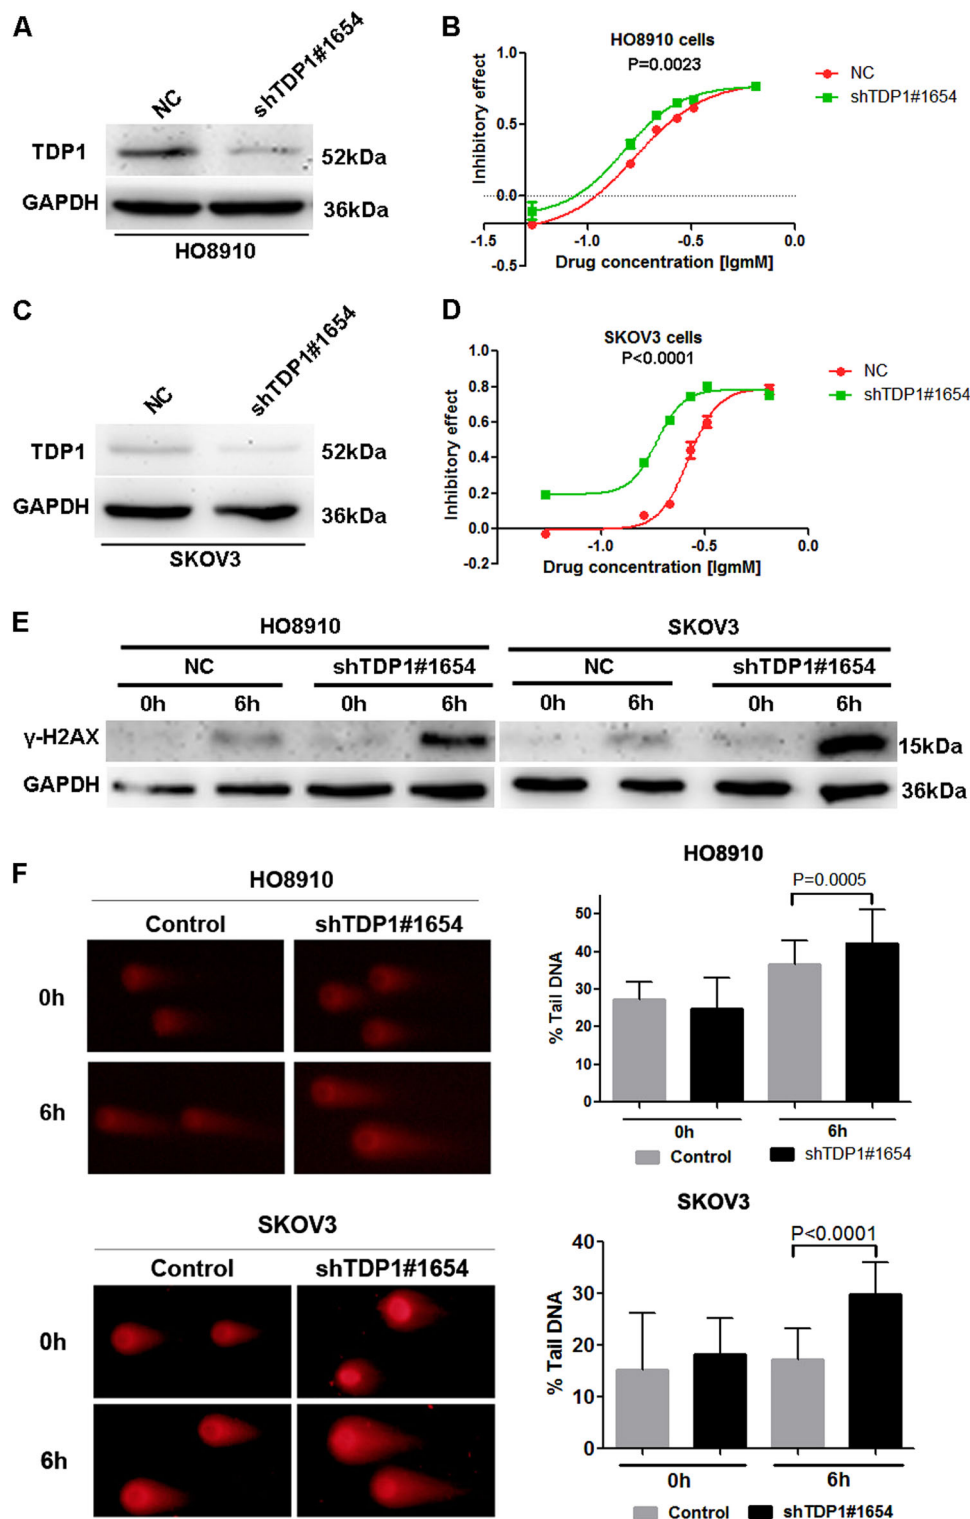 A
NC
shTDP1#1654
TDP1
52kDa
GAPDH
36kDa
HO8910
B
HO8910 cells
P=0.0023
1.0
0.5
0.0
-0.5
-1.5
-1.0
-0.5
0.0
Inhibitory effect
Drug concentration [lgmM]
NC
shTDP1#1654
C
NC
shTDP1#1654
TDP1
52kDa
GAPDH
36kDa
SKOV3
D
SKOV3 cells
P<0.0001
1.0
0.8
0.6
0.4
0.2
0.0
-0.2
-1.0
-0.5
0.0
Inhibitory effect
Drug concentration [lgmM]
NC
shTDP1#1654
E
HO8910
SKOV3
NC
shTDP1#1654
NC
shTDP1#1654
0h
6h
0h
6h
0h
6h
0h
6h
γ-H2AX
15kDa
GAPDH
36kDa
F
HO8910
Control
shTDP1#1654
0h
6h
HO8910
P=0.0005
50
40
30
20
10
0
% Tail DNA
0h
6h
Control
shTDP1#1654
SKOV3
Control
shTDP1#1654
0h
6h
SKOV3
P<0.0001
40
30
20
10
0
% Tail DNA
0h
6h
Control
shTDP1#1654